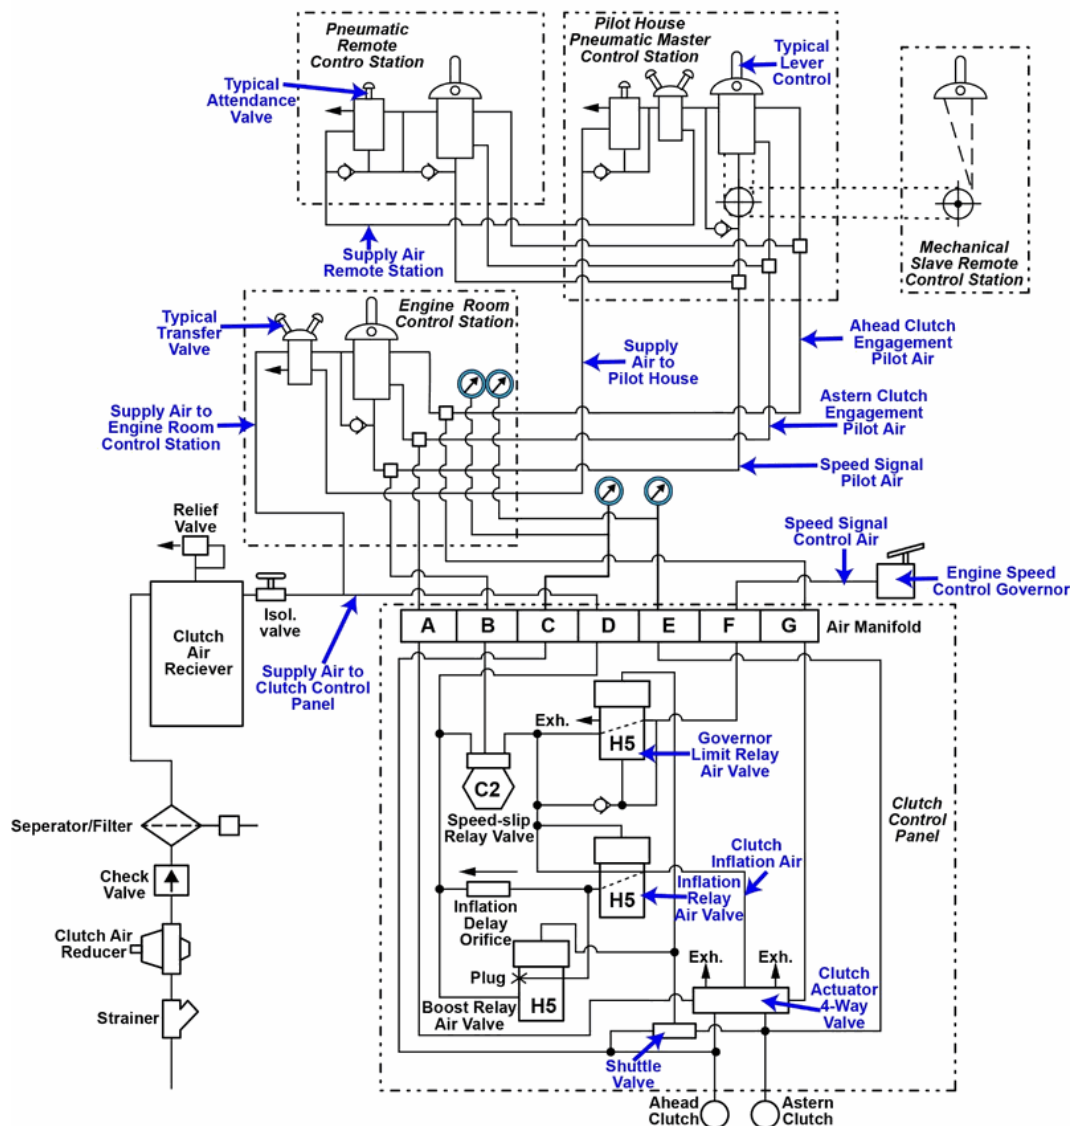 Pneumatic
Remote
Contro Station
Typical
Attendance
Valve
Pilot House
Pneumatic Master
Control Station
Typical
Lever
Control
Supply Air
Remote Station
Mechanical
Slave Remote
Control Station
Engine Room
Control Station
Typical
Transfer
Valve
Supply
Air to
Pilot House
Ahead Clutch
Engagement
Pilot Air
Supply Air to
Engine Room
Control Station
Astern Clutch
Engagement
Pilot Air
Speed Signal
Pilot Air
Relief
Valve
Speed Signal
Control Air
Engine Speed
Control Governor
Isol.
valve
Clutch
Air
Reciever
A B C D E F G
Air Manifold
Supply Air to
Clutch Control
Panel
Exh.
H5
Governor
Limit Relay
Air Valve
C2
Speed-slip
Relay Valve
Clutch
Control
Panel
Seperator/Filter
Clutch
Inflation Air
Check
Valve
H5
Inflation
Relay
Air Valve
Inflation
Delay
Orifice
Clutch Air
Reducer
Plug
H5
Boost Relay
Air Valve
Exh.
Exh.
Clutch
Actuator
4-Way
Valve
Strainer
Shuttle
Valve
Ahead
Clutch
Astern
Clutch